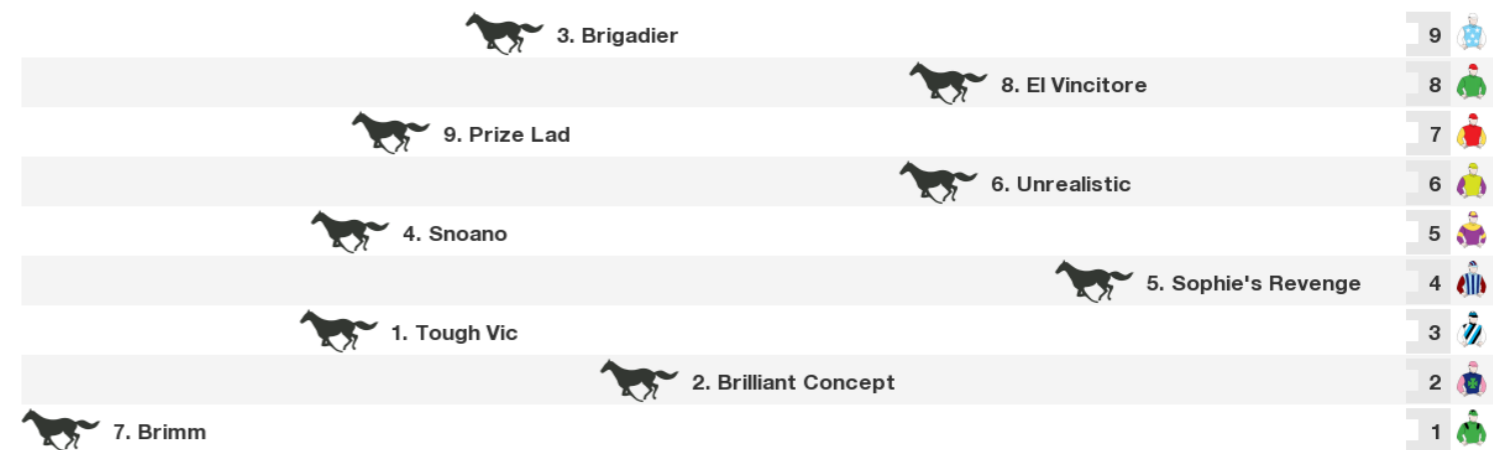 3. Brigadier 9
8. El Vincitore 8
9. Prize Lad 7
6. Unrealistic 6
4. Snoano 5
5. Sophie's Revenge 4
1. Tough Vic 3
2. Brilliant Concept 2
7. Brimm 1